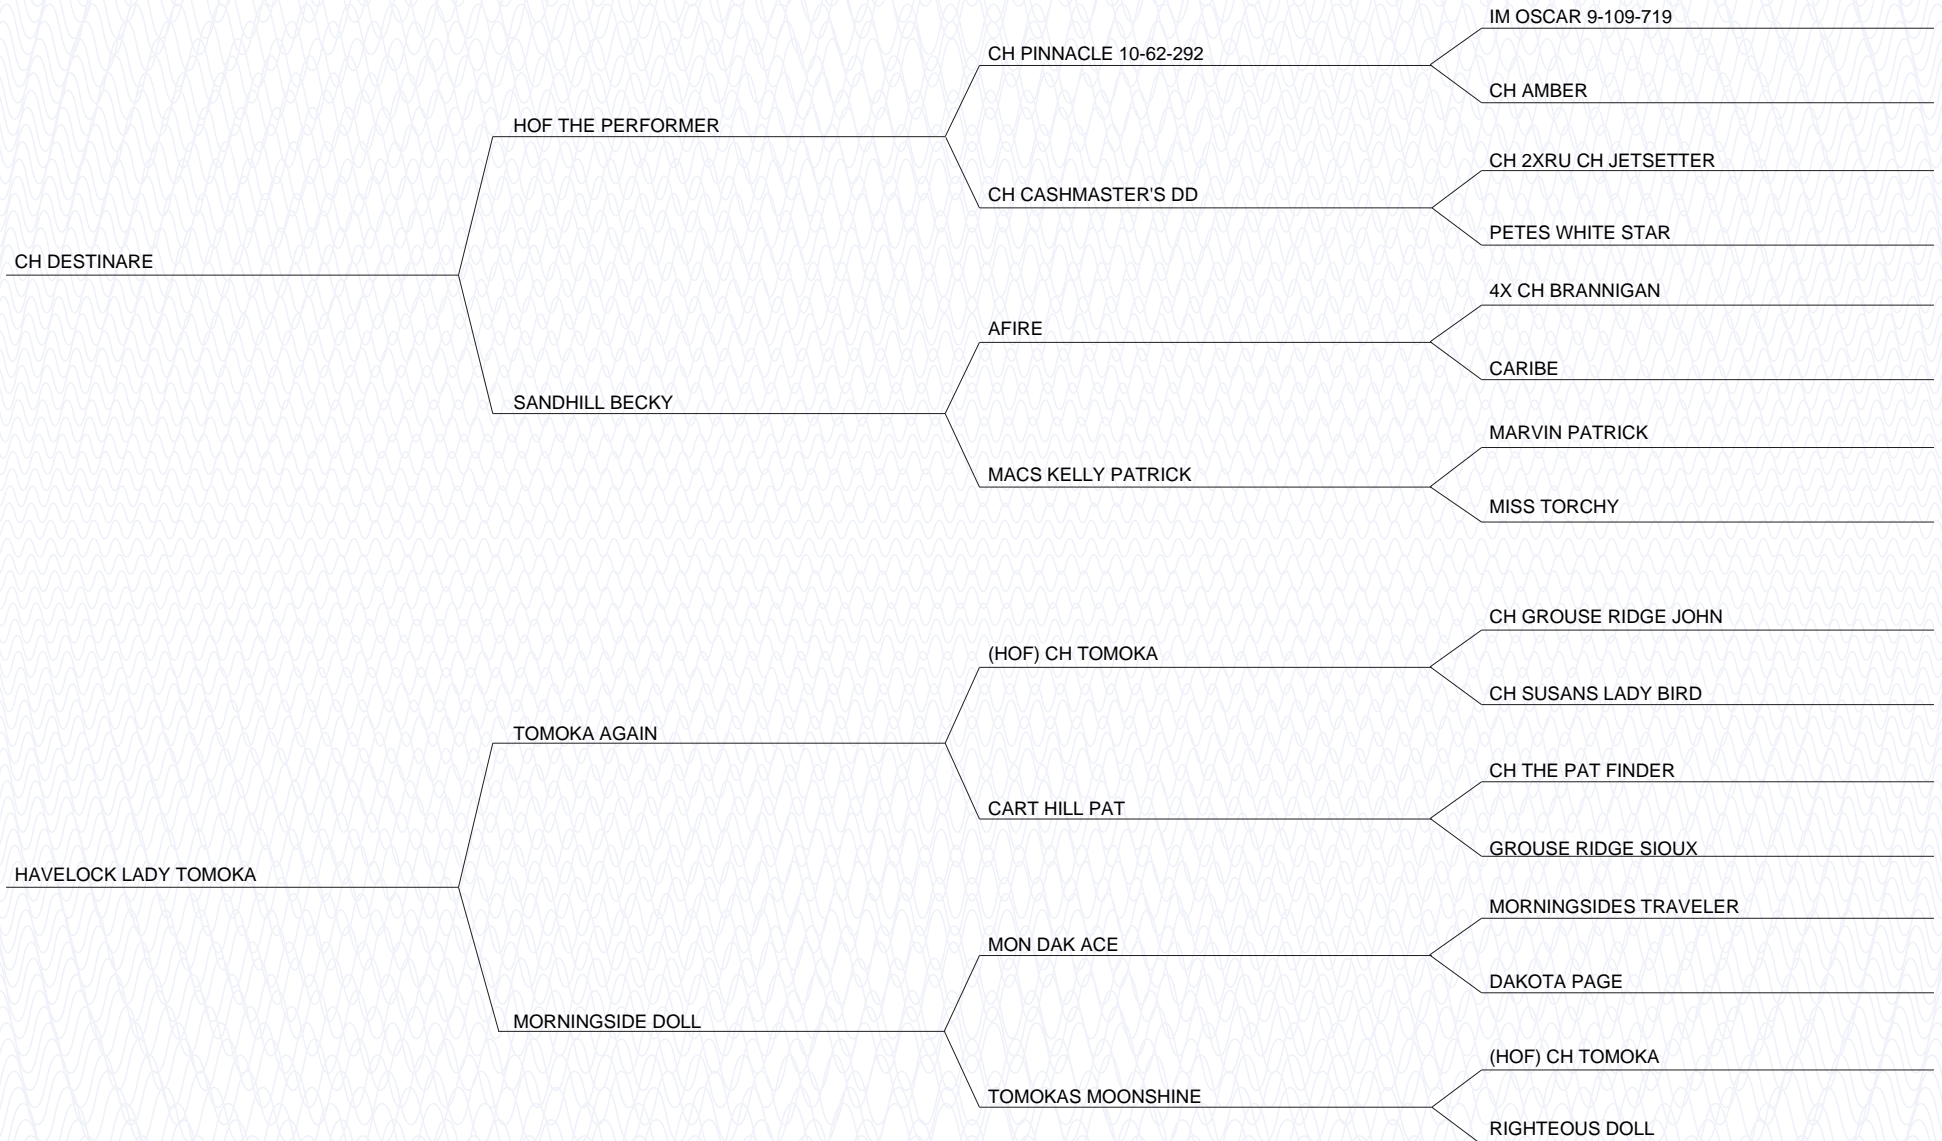 IM OSCAR 9-109-719
CH PINNACLE 10-62-292
CH AMBER
HOF THE PERFORMER
CH 2XRU CH JETSETTER
CH CASHMASTER'S DD
PETES WHITE STAR
CH DESTINARE
4X CH BRANNIGAN
AFIRE
CARIBE
SANDHILL BECKY
MARVIN PATRICK
MACS KELLY PATRICK
MISS TORCHY
CH GROUSE RIDGE JOHN
(HOF) CH TOMOKA
CH SUSANS LADY BIRD
TOMOKA AGAIN
CH THE PAT FINDER
CART HILL PAT
GROUSE RIDGE SIOUX
HAVELOCK LADY TOMOKA
MORNINGSIDES TRAVELER
MON DAK ACE
DAKOTA PAGE
MORNINGSIDE DOLL
(HOF) CH TOMOKA
TOMOKAS MOONSHINE
RIGHTEOUS DOLL